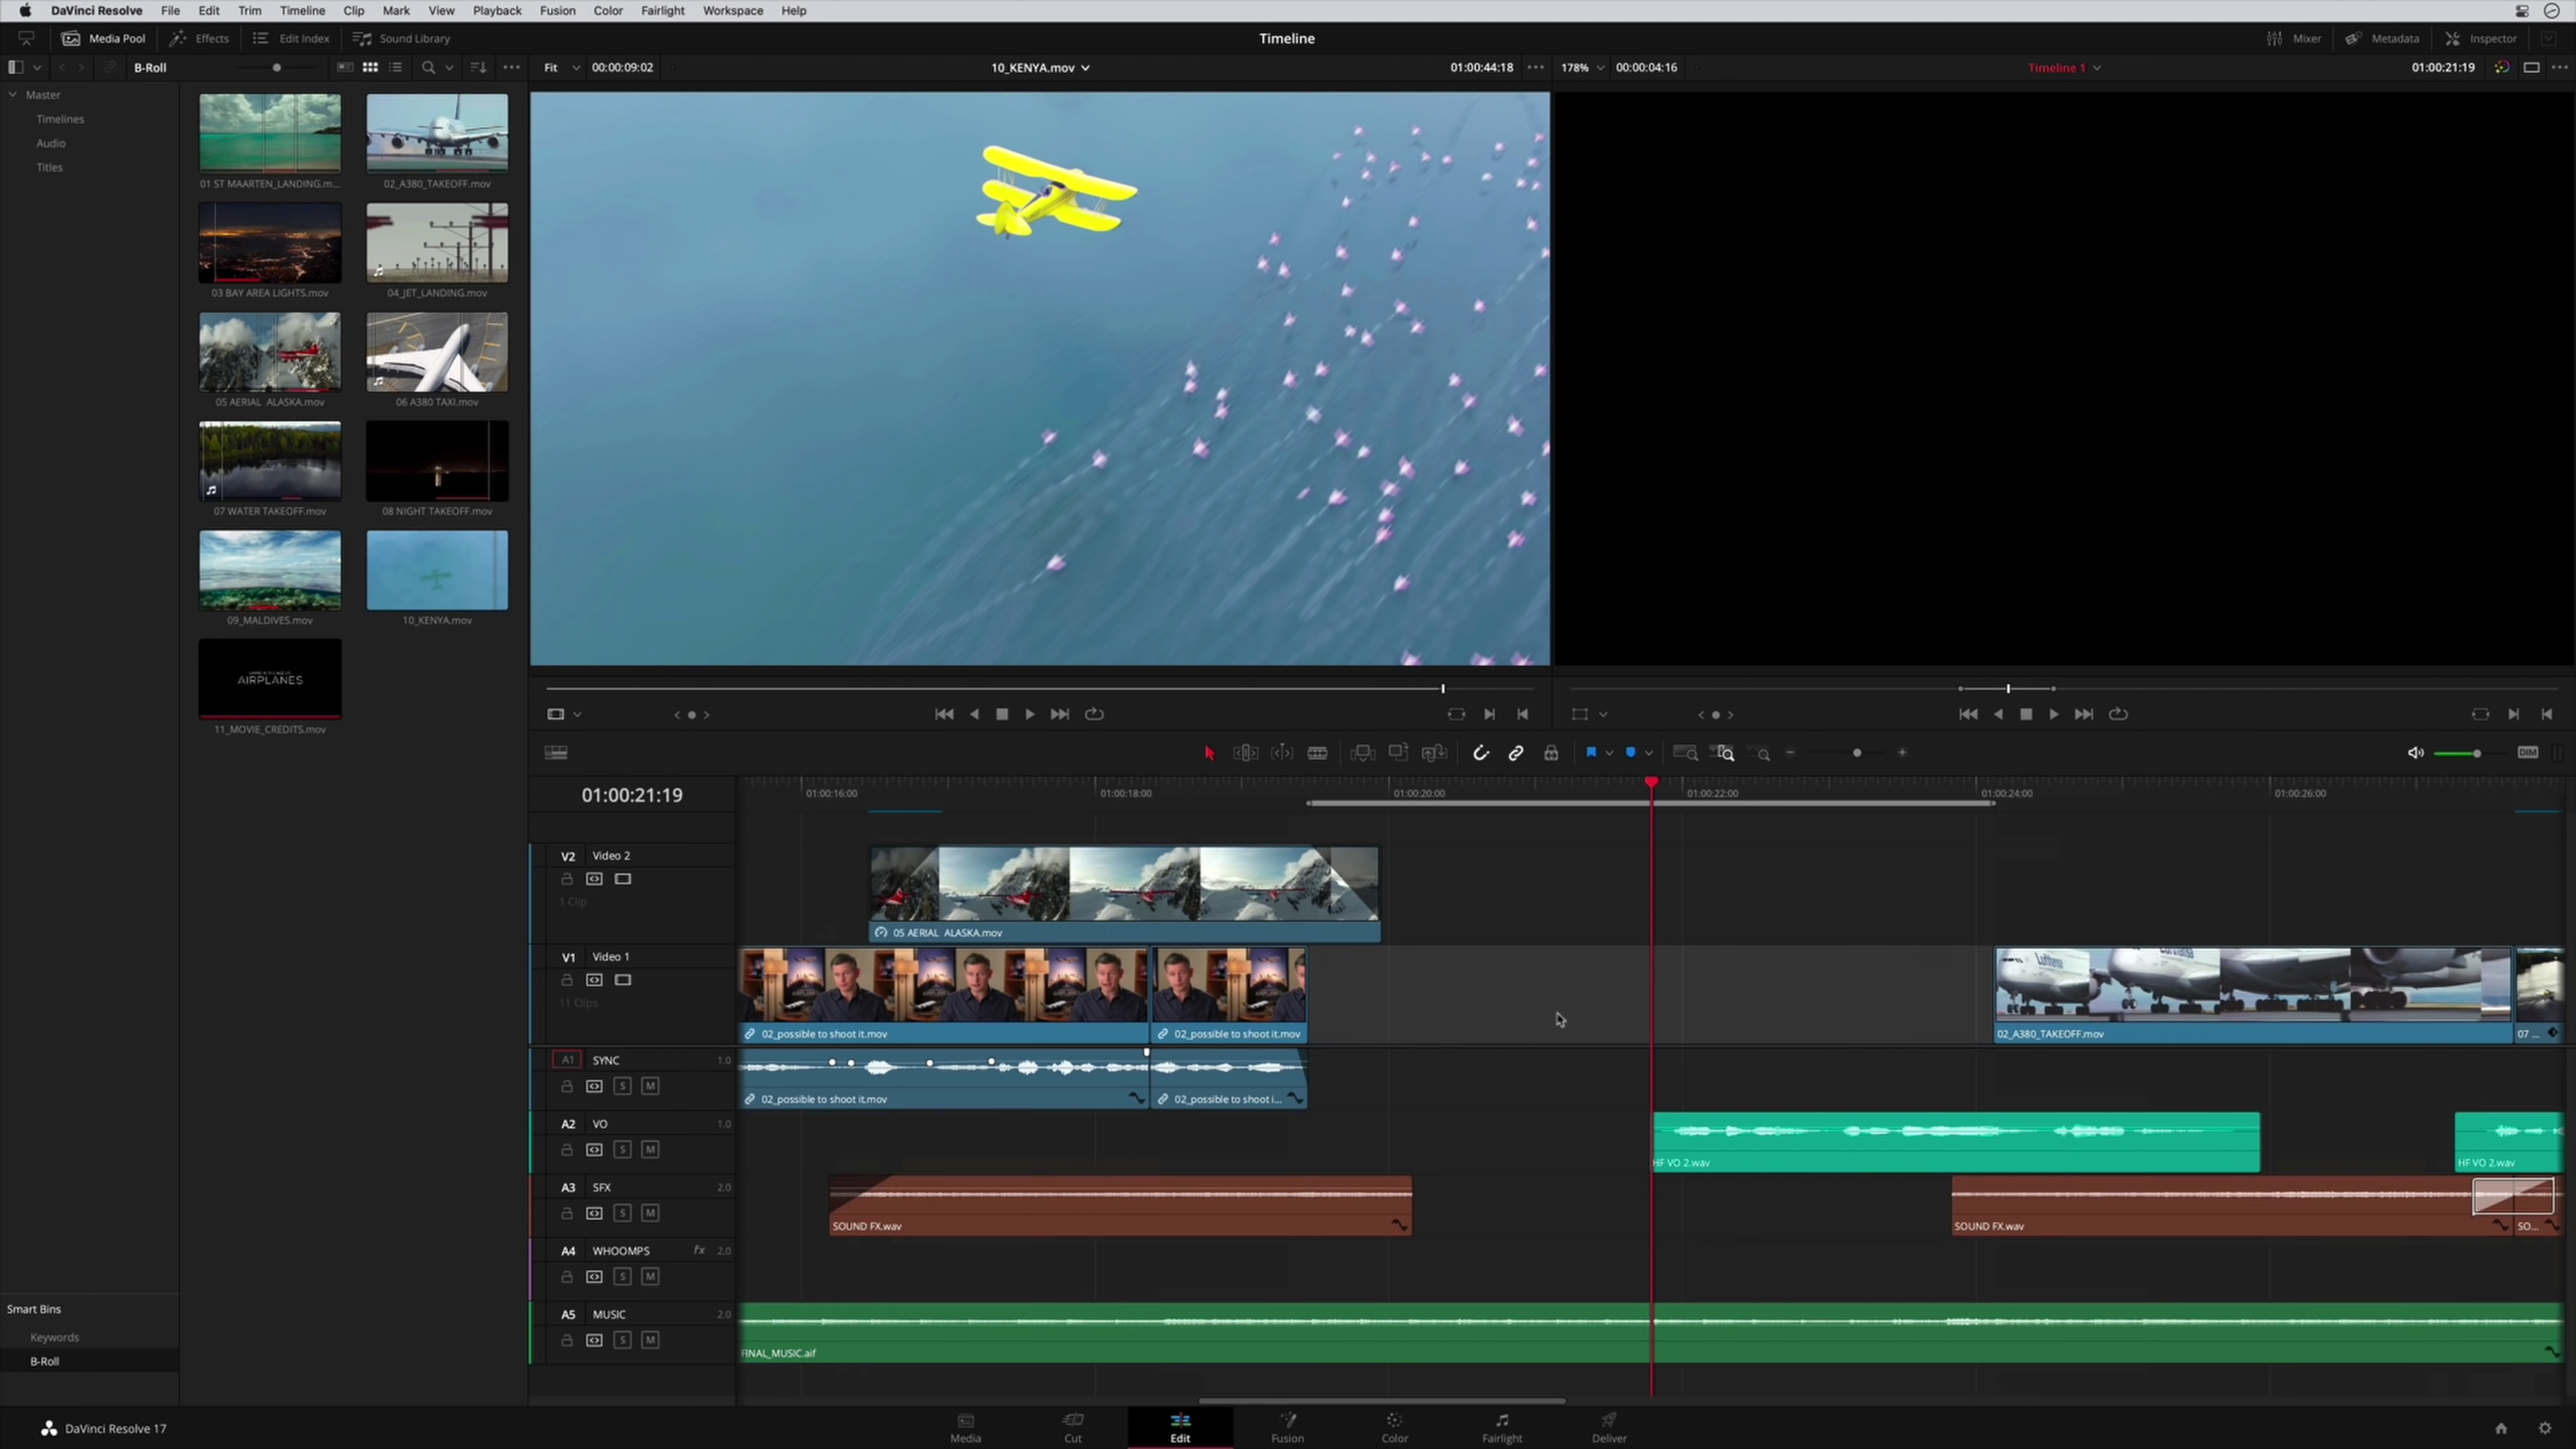 DaVinci Resolve File Edit Trim Timeline Clip Mark View Playback Fusion Color Fairlight Workspace Help
Media Pool Effects Edit Index Sound Library Timeline Mixer Metadata Inspector
B-Roll Fit 00:00:09:02 10_KENYA.mov 01:00:44:18 178% 00:00:04:16 Timeline 1 01:00:21:19
Master
Timelines
Audio
Titles
01 ST MAARTEN_LANDING.m... 02_A380_TAKEOFF.mov
03 BAY AREA LIGHTS.mov 04_JET_LANDING.mov
05 AERIAL ALASKA.mov 06 A380 TAXI.mov
07 WATER TAKEOFF.mov 08 NIGHT TAKEOFF.mov
09_MALDIVES.mov 10_KENYA.mov
AIRPLANES
11_MOVIE_CREDITS.mov
DIM
01:00:21:19 01:00:16:00 01:00:18:00 01:00:20:00 01:00:22:00 01:00:24:00 01:00:26:00
V2 Video 2
1 Clip
05 AERIAL ALASKA.mov
V1 Video 1
Lufthansa
11 Clips
02_possible to shoot it.mov 02_possible to shoot it.mov 02_A380_TAKEOFF.mov 07 ...
A1 SYNC 1.0
S M
02_possible to shoot it.mov 02_possible to shoot i...
A2 VO 1.0
S M
HF VO 2.wav HF VO 2.wav
A3 SFX 2.0
S M
SOUND FX.wav SOUND FX.wav SO...
A4 WHOOMPS fx 2.0
S M
A5 MUSIC 2.0
S M
FINAL_MUSIC.aif
Smart Bins
Keywords
B-Roll
DaVinci Resolve 17 Media Cut Edit Fusion Color Fairlight Deliver